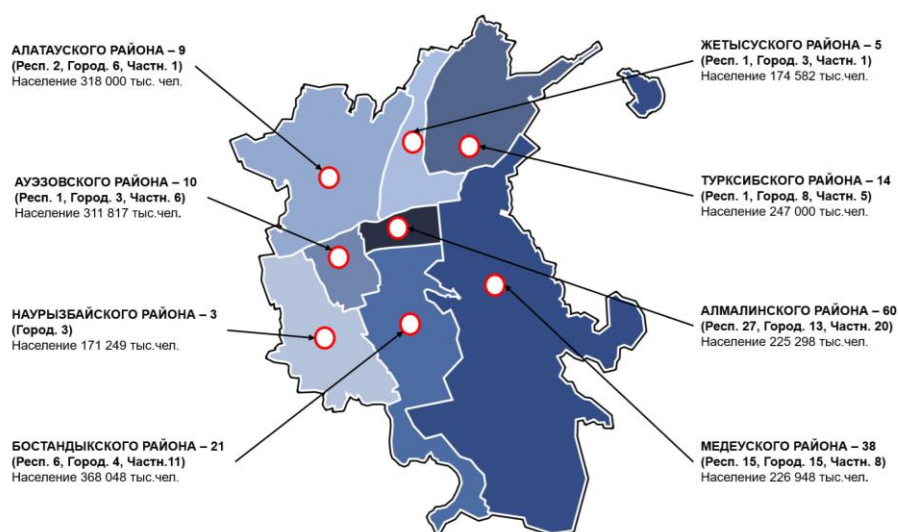 АЛАТАУСКОГО РАЙОНА – 9
(Респ. 2, Город. 6, Частн. 1)
Население 318 000 тыс. чел.
АУЭЗОВСКОГО РАЙОНА – 10
(Респ. 1, Город. 3, Частн. 6)
Население 311 817 тыс.чел.
НАУРЫЗБАЙСКОГО РАЙОНА – 3
(Город. 3)
Население 171 249 тыс.чел.
БОСТАНДЫКСКОГО РАЙОНА – 21
(Респ. 6, Город. 4, Частн.11)
Население 368 048 тыс.чел.
ЖЕТЫСУСКОГО РАЙОНА – 5
(Респ. 1, Город. 3, Частн. 1)
Население 174 582 тыс.чел.
ТУРКСИБСКОГО РАЙОНА – 14
(Респ. 1, Город. 8, Частн. 5)
Население 247 000 тыс.чел.
АЛМАЛИНСКОГО РАЙОНА – 60
(Респ. 27, Город. 13, Частн. 20)
Население 225 298 тыс.чел.
МЕДЕУСКОГО РАЙОНА – 38
(Респ. 15, Город. 15, Частн. 8)
Население 226 948 тыс.чел.